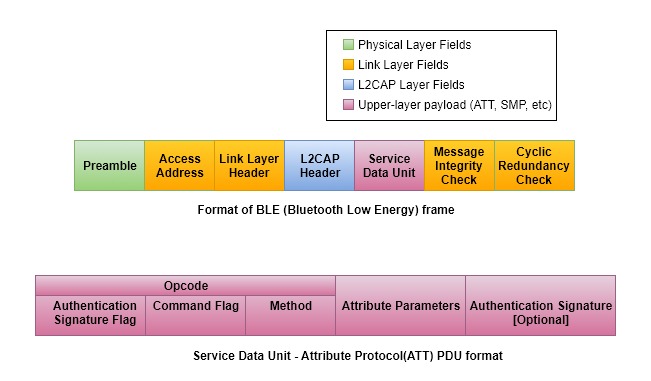 Physical Layer Fields
Link Layer Fields
L2CAP Layer Fields
Upper-layer payload (ATT, SMP, etc)
Preamble
Access
Address
Link Layer
Header
L2CAP
Header
Service
Data Unit
Message
Integrity
Check
Cyclic
Redundancy
Check
Format of BLE (Bluetooth Low Energy) frame
Opcode
Authentication
Signature Flag
Command Flag
Method
Attribute Parameters
Authentication Signature
[Optional]
Service Data Unit - Attribute Protocol(ATT) PDU format